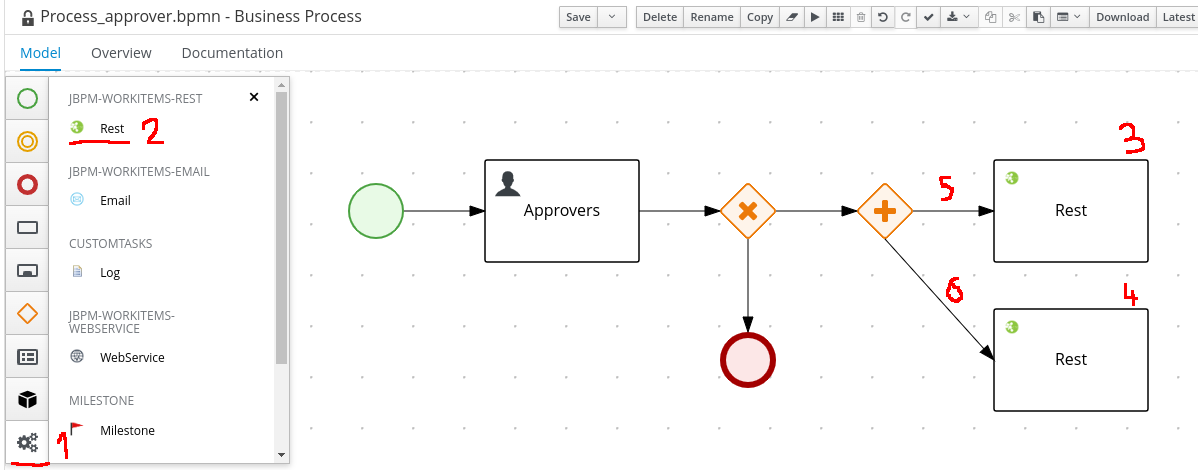 Process_approver.bpmn - Business Process
Save Delete Rename Copy Download Latest
Model Overview Documentation
JBPM-WORKITEMS-REST
Rest 2
JBPM-WORKITEMS-EMAIL
Email
CUSTOMTASKS
Log
JBPM-WORKITEMS-
WEBSERVICE
WebService
MILESTONE
Milestone
1
Approvers
5
3
Rest
6
4
Rest